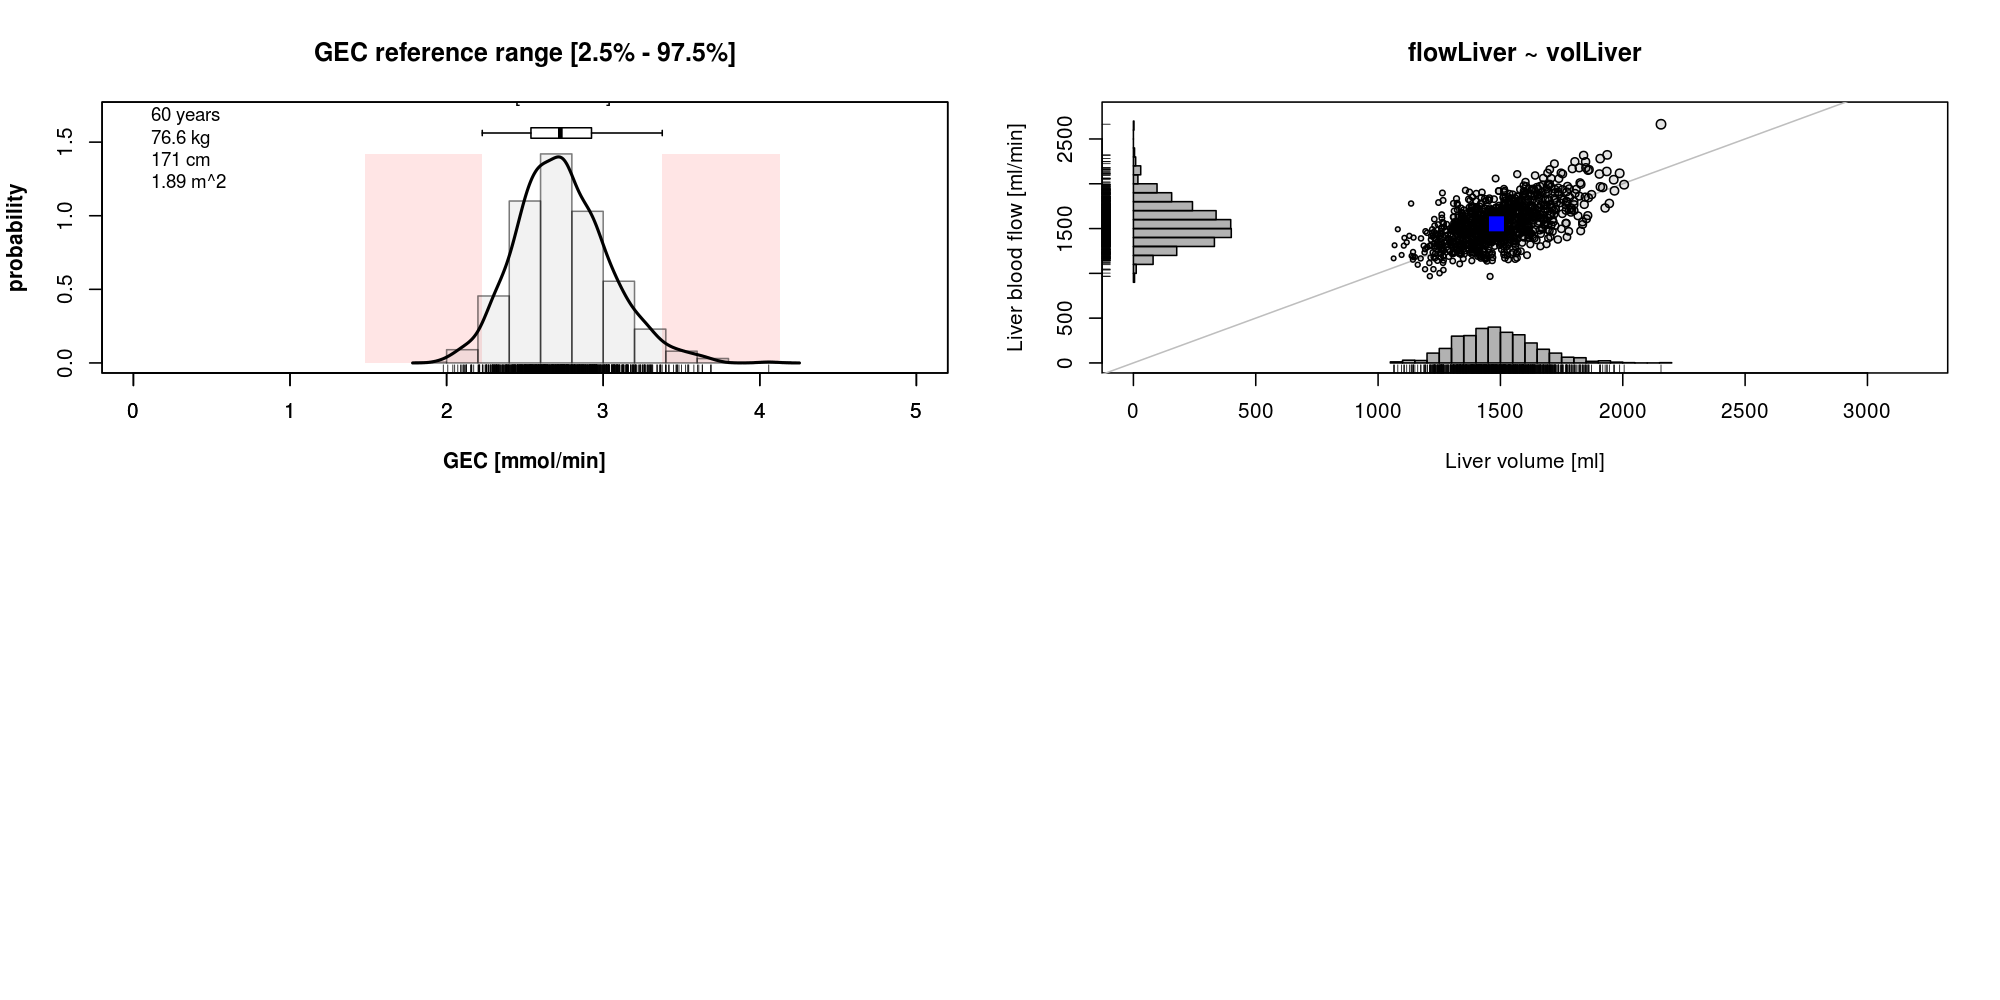 GEC reference range [2.5% - 97.5%]
60 years
76.6 kg
171 cm
1.89 m^2
probability
0.0 0.5 1.0 1.5
0 1 2 3 4 5
GEC [mmol/min]
flowLiver ~ volLiver
Liver blood flow [ml/min]
0 500 1500 2500
0 500 1000 1500 2000 2500 3000
Liver volume [ml]